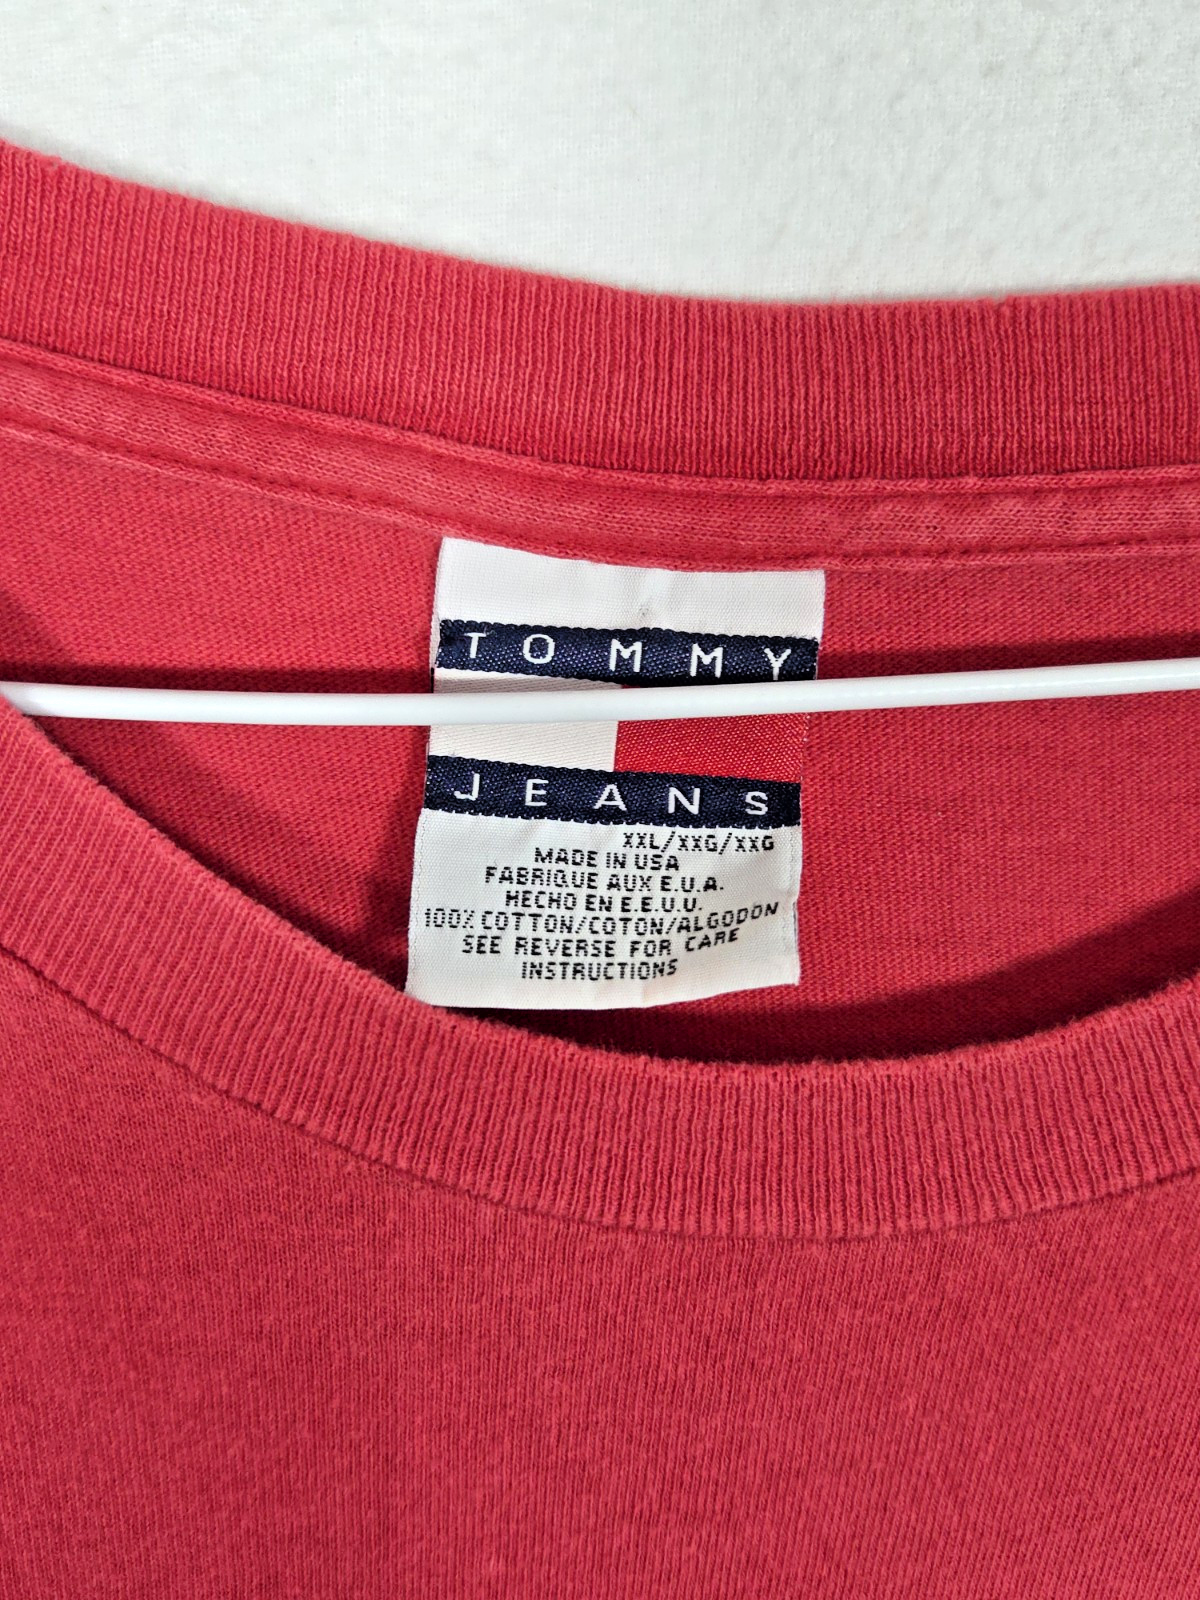 TOMMY
JEANS
XXL/XXG/XXG
MADE IN USA
FABRIQUE AUX E.U.A.
HECHO EN E.E.U.U.
100% COTTON/COTON/ALGODON
SEE REVERSE FOR CARE
INSTRUCTIONS